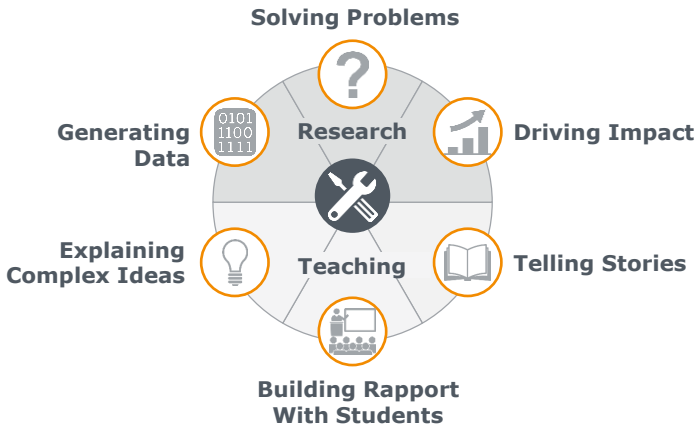 Solving Problems
0101
1100
1111
Generating
Data
Research
Driving Impact
Explaining
Complex Ideas
Teaching
Telling Stories
Building Rapport
With Students